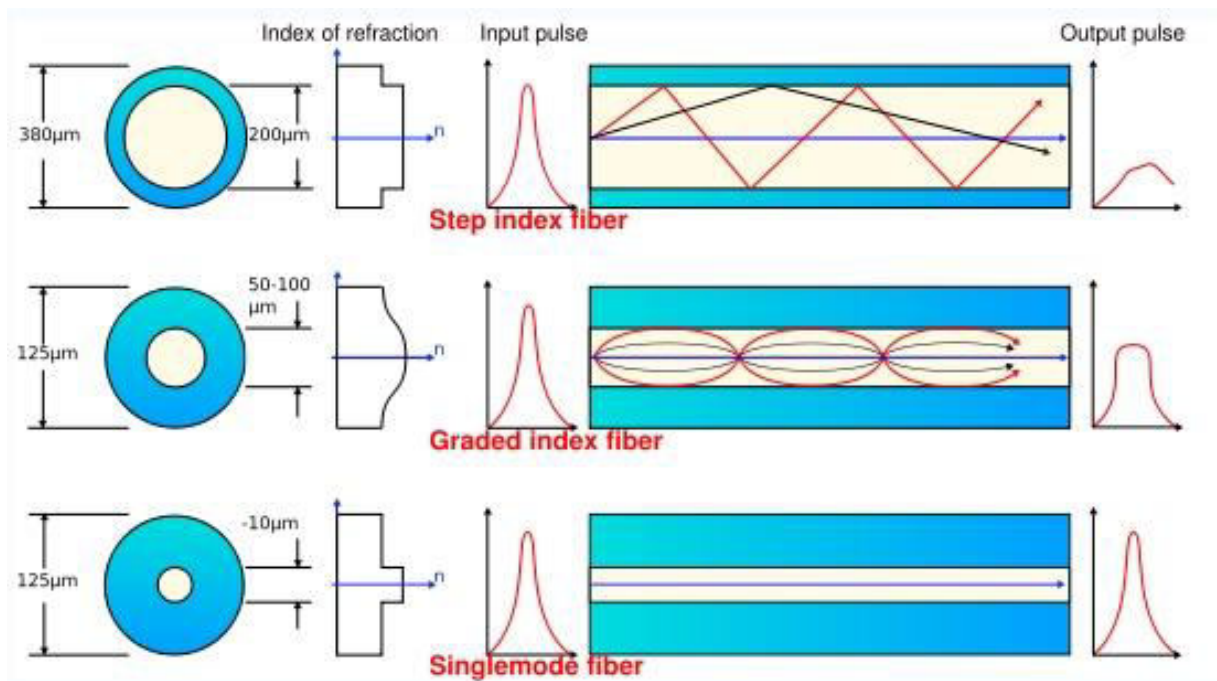 Index of refraction
Input pulse
Output pulse
380µm
200µm
n
Step index fiber
50-100
µm
125µm
n
Graded index fiber
-10µm
125µm
n
Singlemode fiber